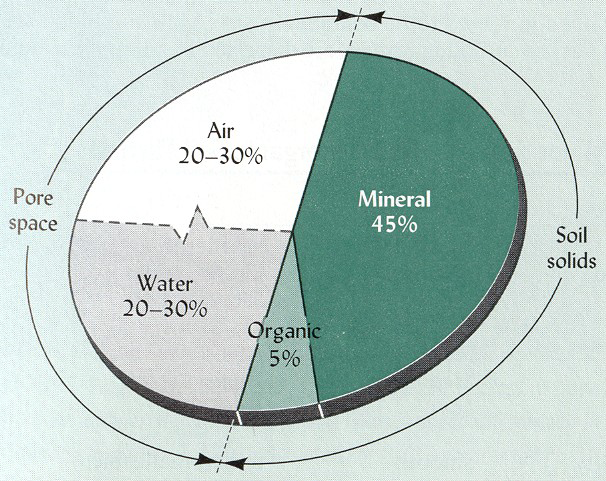 Air
20–30%
Pore
space
Mineral
45%
Soil
solids
Water
20–30%
Organic
5%